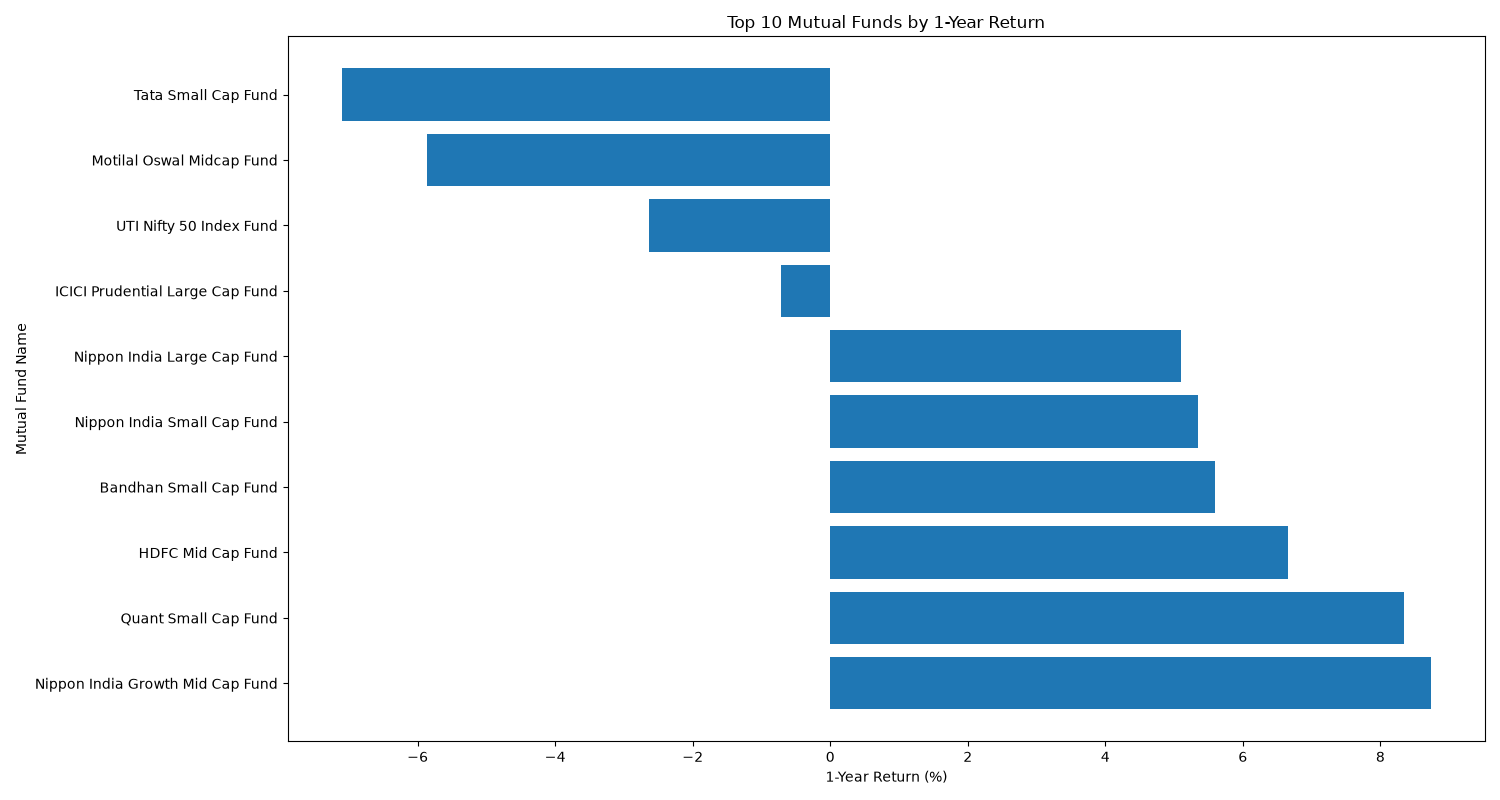 Top 10 Mutual Funds by 1-Year Return
Mutual Fund Name
Tata Small Cap Fund
Motilal Oswal Midcap Fund
UTI Nifty 50 Index Fund
ICICI Prudential Large Cap Fund
Nippon India Large Cap Fund
Nippon India Small Cap Fund
Bandhan Small Cap Fund
HDFC Mid Cap Fund
Quant Small Cap Fund
Nippon India Growth Mid Cap Fund
−6 −4 −2 0 2 4 6 8
1-Year Return (%)